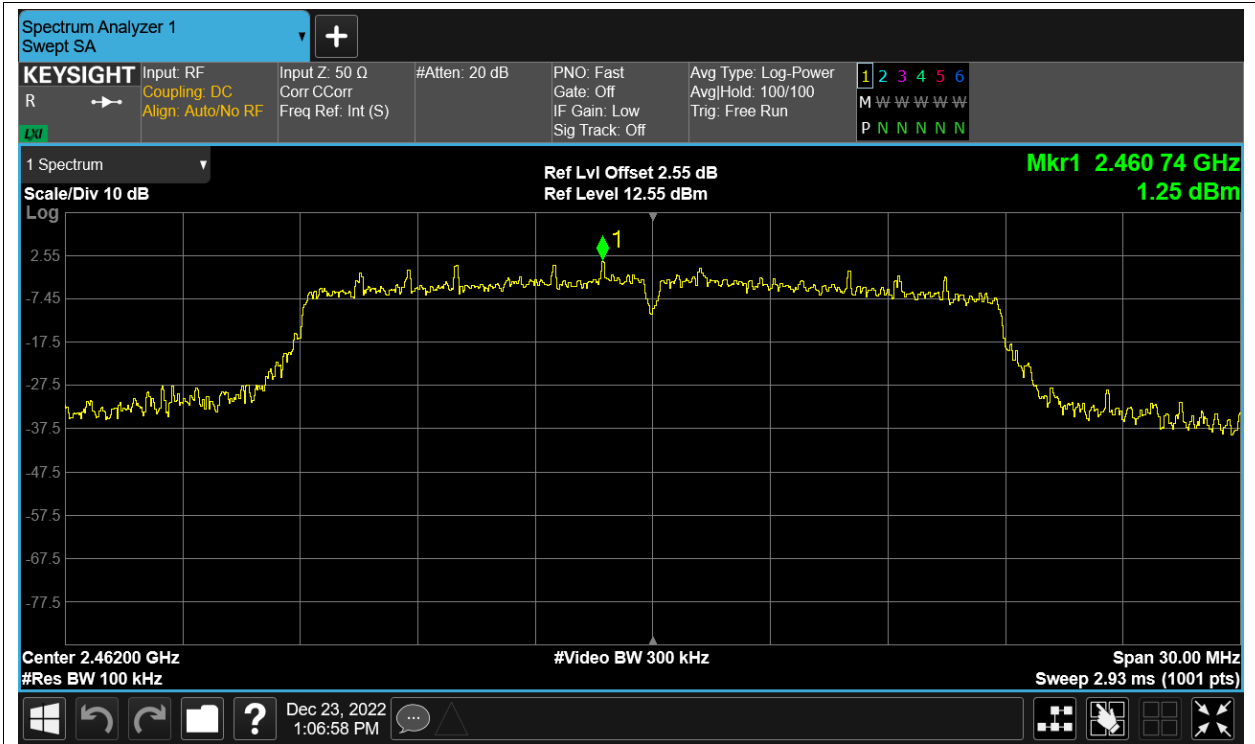 Spectrum Analyzer 1
Swept SA
KEYSIGHT
R
LXI
Input: RF
Coupling: DC
Align: Auto/No RF
Input Z: 50 Ω
Corr CCorr
Freq Ref: Int (S)
#Atten: 20 dB
PNO: Fast
Gate: Off
IF Gain: Low
Sig Track: Off
Avg Type: Log-Power
Avg|Hold: 100/100
Trig: Free Run
1 2 3 4 5 6
M W W W W W
P N N N N N
1 Spectrum
Scale/Div 10 dB
Log
Ref Lvl Offset 2.55 dB
Ref Level 12.55 dBm
Mkr1 2.460 74 GHz
1.25 dBm
1
2.55
-7.45
-17.5
-27.5
-37.5
-47.5
-57.5
-67.5
-77.5
Center 2.46200 GHz
#Res BW 100 kHz
#Video BW 300 kHz
Span 30.00 MHz
Sweep 2.93 ms (1001 pts)
?
Dec 23, 2022
1:06:58 PM